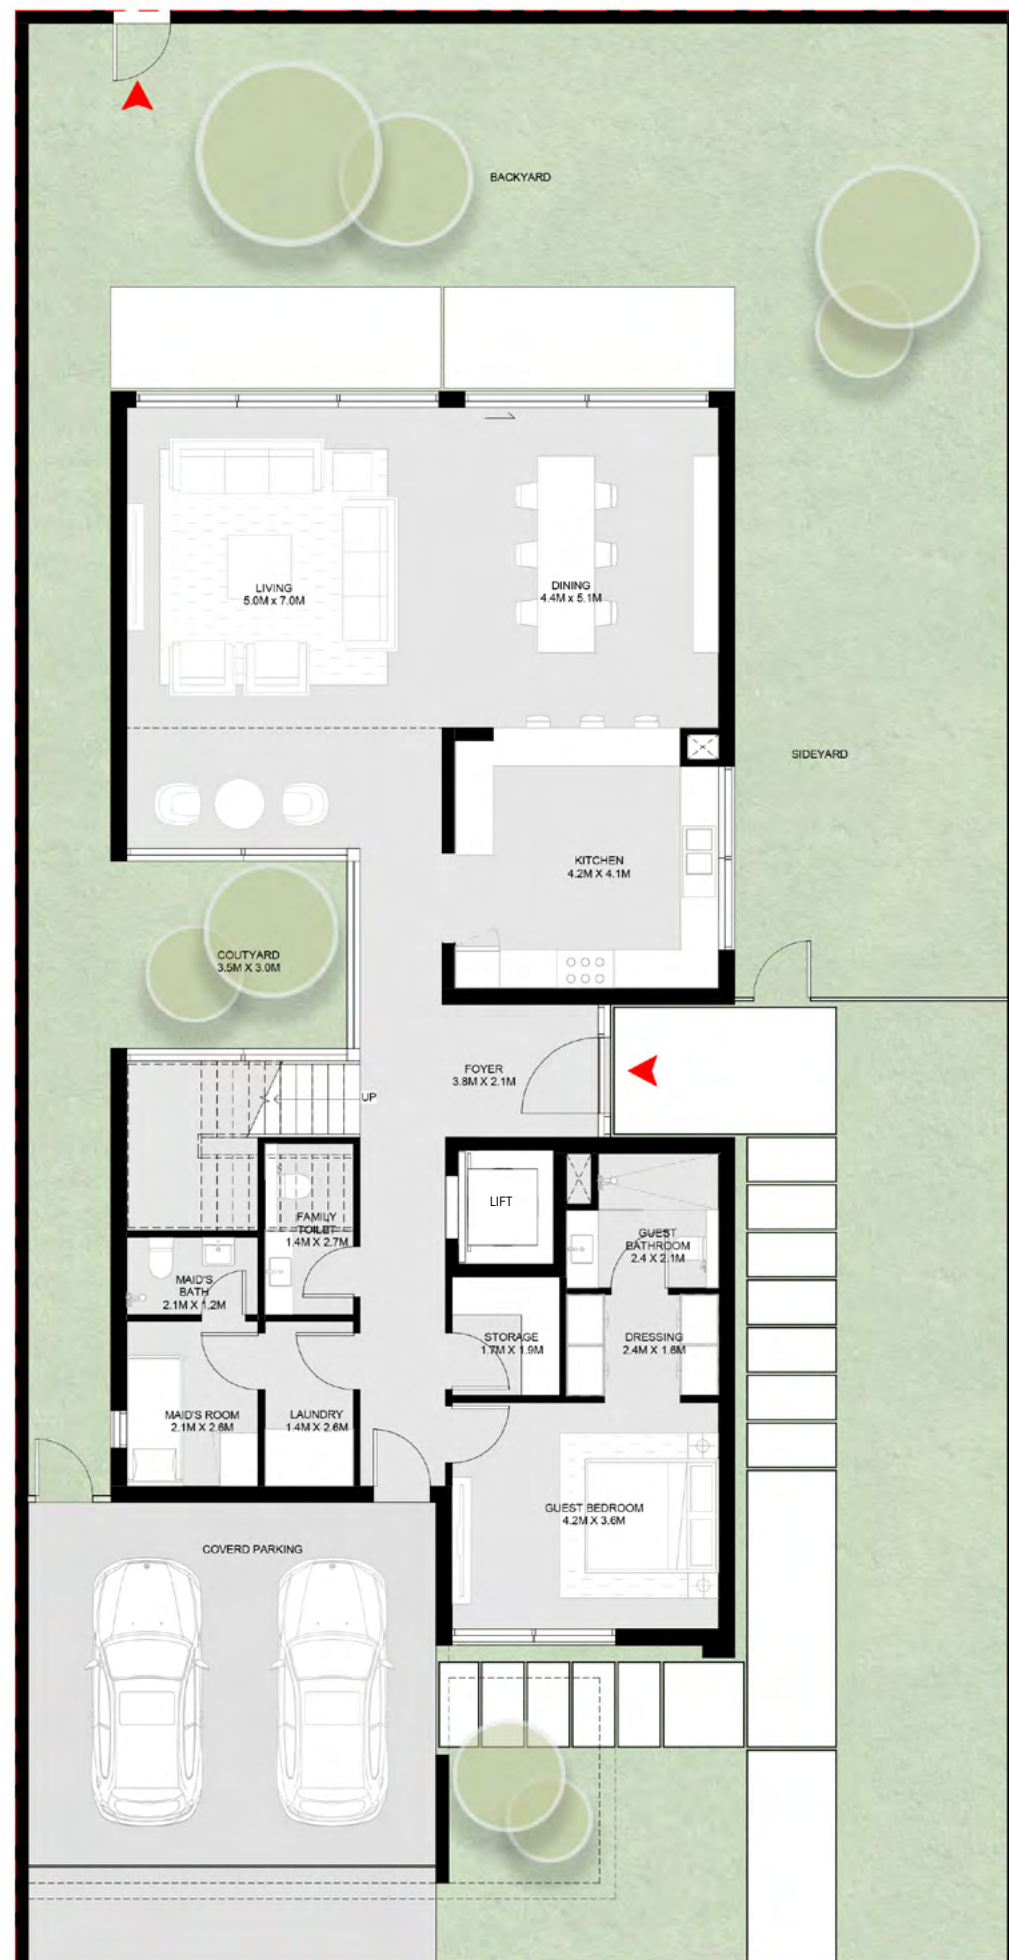 BACKYARD
LIVING
5.0M x 7.0M
DINING
4.4M x 5.1M
SIDEYARD
KITCHEN
4.2M X 4.1M
COUTYARD
3.5M X 3.0M
FOYER
3.8M X 2.1M
UP
LIFT
FAMILY
TOILET
1.4M X 2.7M
GUEST
BATHROOM
2.4 X 2.1M
MAID'S
BATH
2.1M X 1.2M
STORAGE
1.7M X 1.9M
DRESSING
2.4M X 1.6M
MAID'S ROOM
2.1M X 2.6M
LAUNDRY
1.4M X 2.6M
GUEST BEDROOM
4.2M X 3.6M
COVERD PARKING